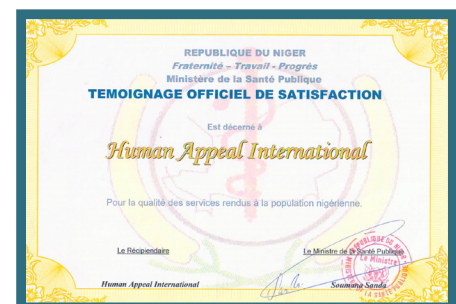 REPUBLIQUE DU NIGER
Fraternité – Travail - Progrès
Ministère de la Santé Publique
TEMOIGNAGE OFFICIEL DE SATISFACTION
Est décerné à
Human Appeal International
Pour la qualité des services rendus à la population nigérienne.
Le Récipiendaire
Le Ministre de la Santé Publique
Le Ministre
Human Appeal International
Soumana Sanda